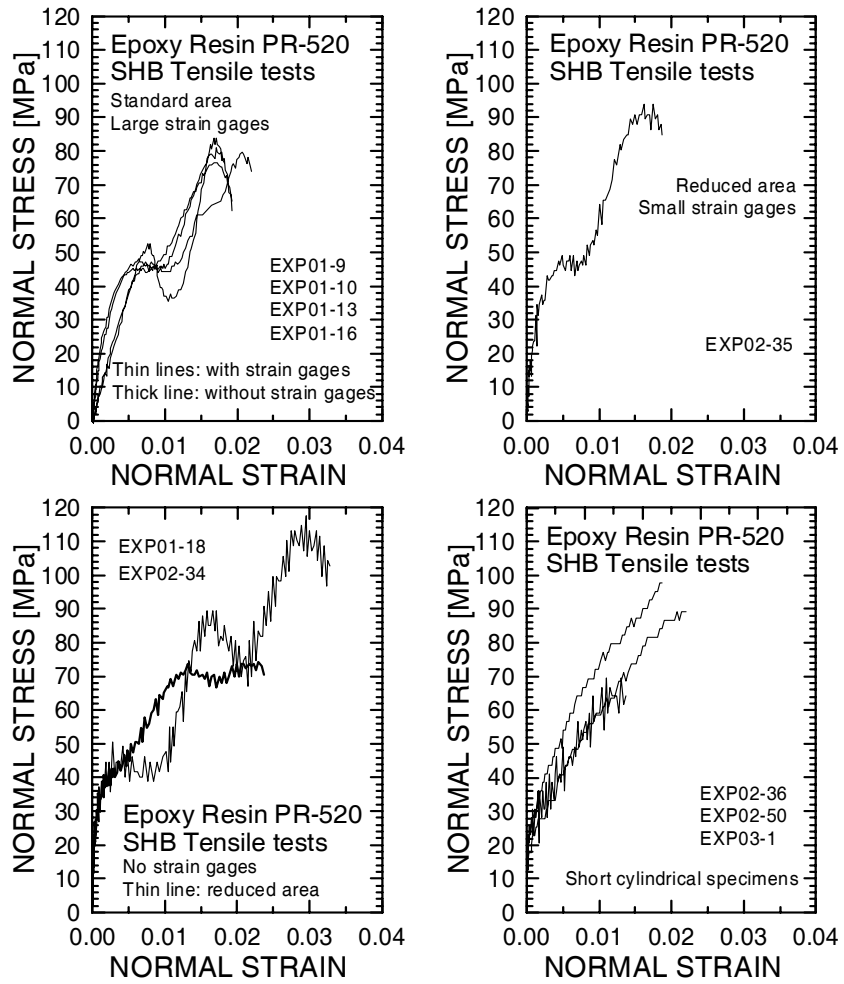 NORMAL STRESS [MPa]
120
110
100
90
80
70
60
50
40
30
20
10
0
Epoxy Resin PR-520
SHB Tensile tests
Standard area
Large strain gages
EXP01-9
EXP01-10
EXP01-13
EXP01-16
Thin lines: with strain gages
Thick line: without strain gages
0.00 0.01 0.02 0.03 0.04
NORMAL STRAIN
NORMAL STRESS [MPa]
120
110
100
90
80
70
60
50
40
30
20
10
0
Epoxy Resin PR-520
SHB Tensile tests
Reduced area
Small strain gages
EXP02-35
0.00 0.01 0.02 0.03 0.04
NORMAL STRAIN
NORMAL STRESS [MPa]
120
110
100
90
80
70
60
50
40
30
20
10
0
EXP01-18
EXP02-34
Epoxy Resin PR-520
SHB Tensile tests
No strain gages
Thin line: reduced area
0.00 0.01 0.02 0.03 0.04
NORMAL STRAIN
NORMAL STRESS [MPa]
120
110
100
90
80
70
60
50
40
30
20
10
0
Epoxy Resin PR-520
SHB Tensile tests
EXP02-36
EXP02-50
EXP03-1
Short cylindrical specimens
0.00 0.01 0.02 0.03 0.04
NORMAL STRAIN